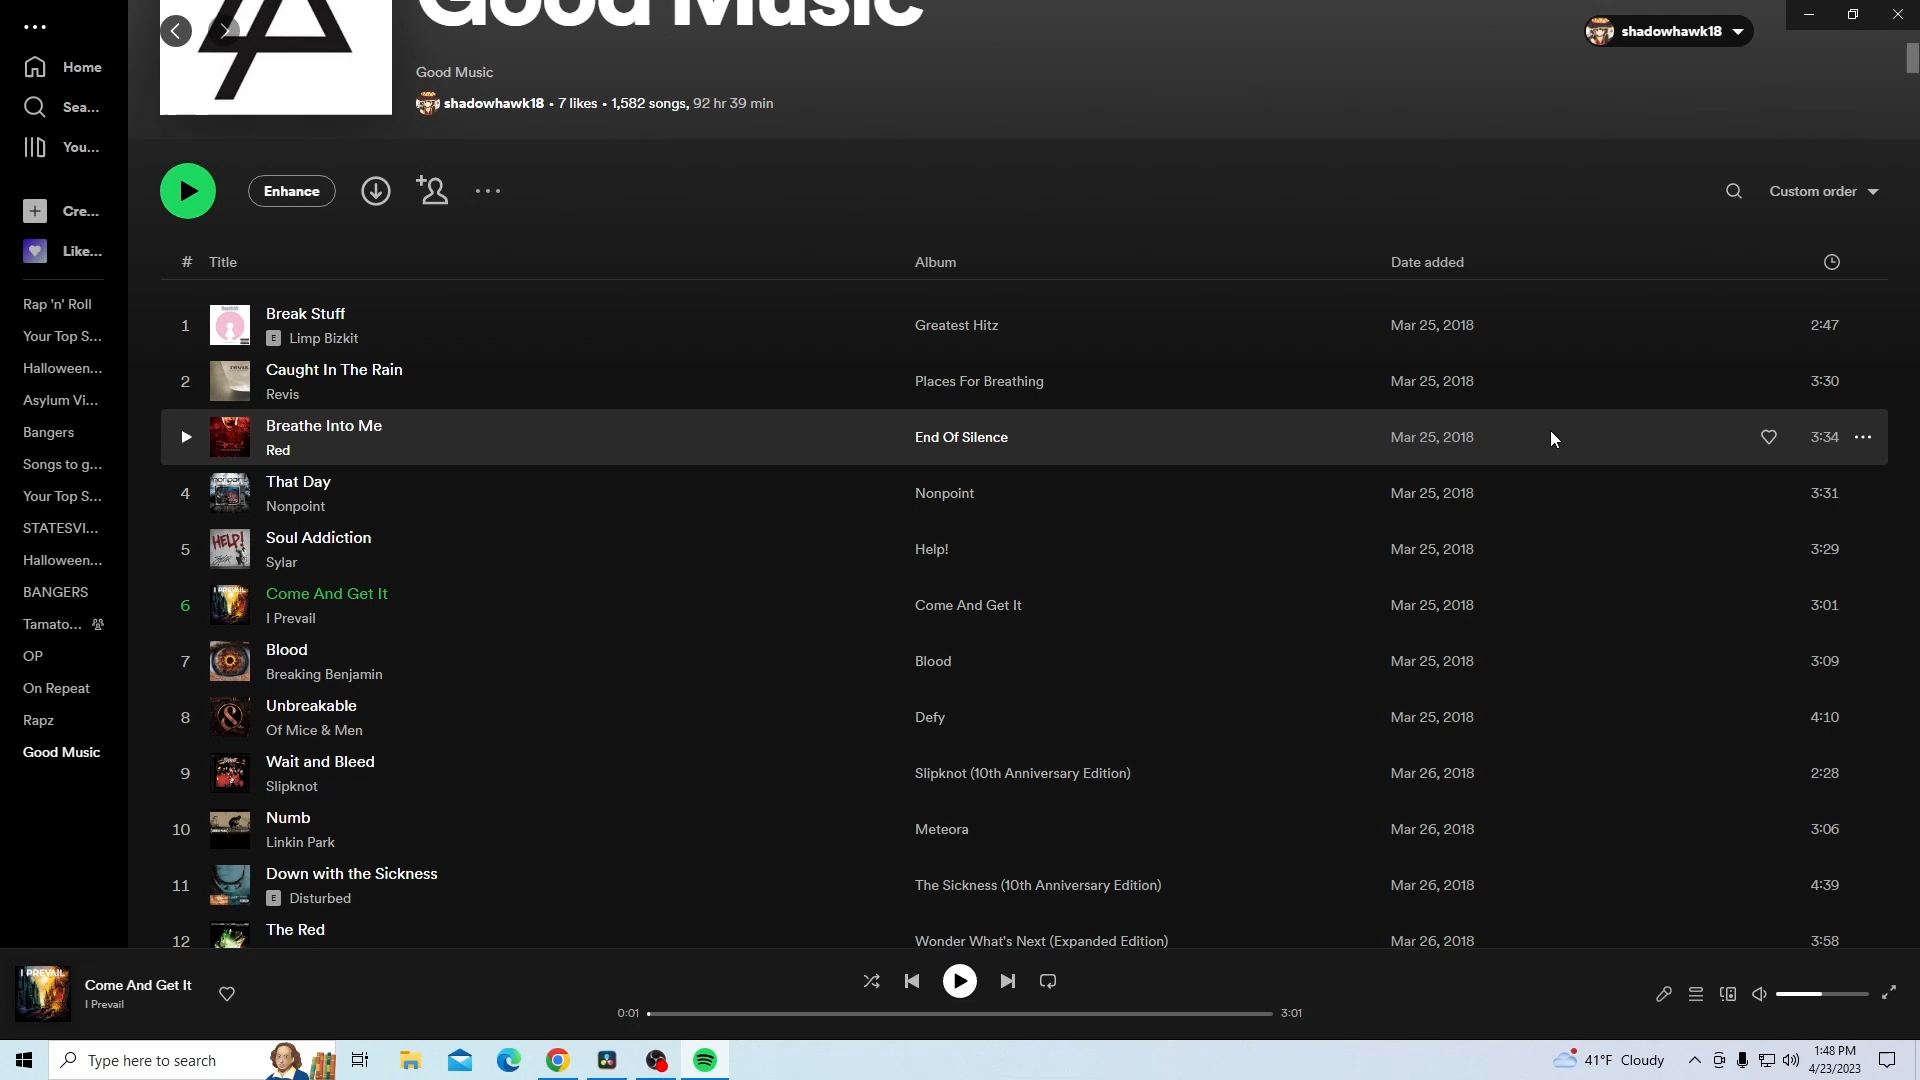 Good Music
shadowhawk18
Home
Sea...
You...
Cre...
Like...
Rap 'n' Roll
Your Top S...
Halloween...
Asylum Vi...
Bangers
Songs to g...
Your Top S...
STATESVI...
Halloween...
BANGERS
Tamato...
OP
On Repeat
Rapz
Good Music
Good Music
shadowhawk18 • 7 likes • 1,582 songs, 92 hr 39 min
Enhance
Custom order
# Title Album Date added
1 Break Stuff E Limp Bizkit Greatest Hitz Mar 25, 2018 2:47
2 Caught In The Rain Revis Places For Breathing Mar 25, 2018 3:30
Breathe Into Me Red End Of Silence Mar 25, 2018 3:34
4 That Day Nonpoint Nonpoint Mar 25, 2018 3:31
5 Soul Addiction Sylar Help! Mar 25, 2018 3:29
6 Come And Get It I Prevail Come And Get It Mar 25, 2018 3:01
7 Blood Breaking Benjamin Blood Mar 25, 2018 3:09
8 Unbreakable Of Mice & Men Defy Mar 25, 2018 4:10
9 Wait and Bleed Slipknot Slipknot (10th Anniversary Edition) Mar 26, 2018 2:28
10 Numb Linkin Park Meteora Mar 26, 2018 3:06
11 Down with the Sickness E Disturbed The Sickness (10th Anniversary Edition) Mar 26, 2018 4:39
12 The Red Wonder What's Next (Expanded Edition) Mar 26, 2018 3:58
I PREVAIL
Come And Get It
I Prevail
0:01 3:01
Type here to search
41°F Cloudy
1:48 PM
4/23/2023